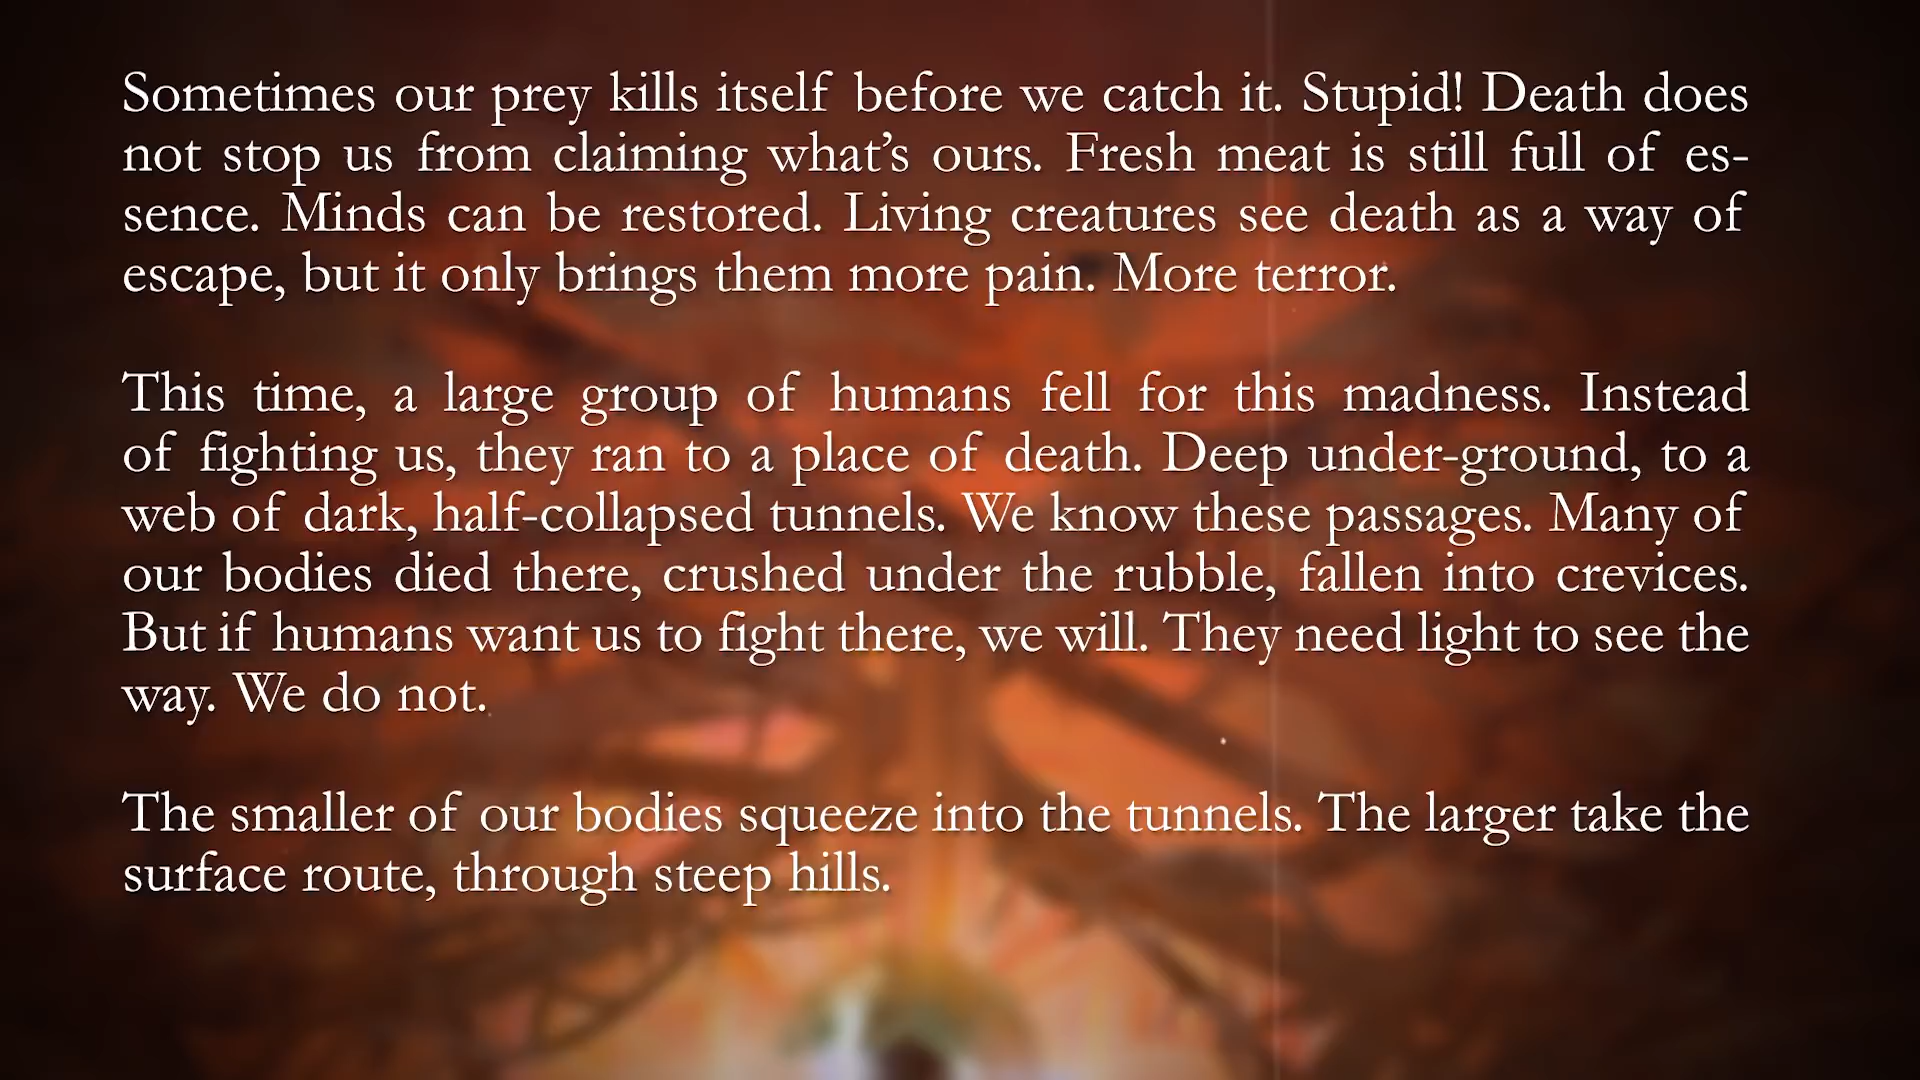 Sometimes our prey kills itself before we catch it. Stupid! Death does
not stop us from claiming what’s ours. Fresh meat is still full of es-
sence. Minds can be restored. Living creatures see death as a way of
escape, but it only brings them more pain. More terror.
This time, a large group of humans fell for this madness. Instead
of fighting us, they ran to a place of death. Deep under-ground, to a
web of dark, half-collapsed tunnels. We know these passages. Many of
our bodies died there, crushed under the rubble, fallen into crevices.
But if humans want us to fight there, we will. They need light to see the
way. We do not.
The smaller of our bodies squeeze into the tunnels. The larger take the
surface route, through steep hills.